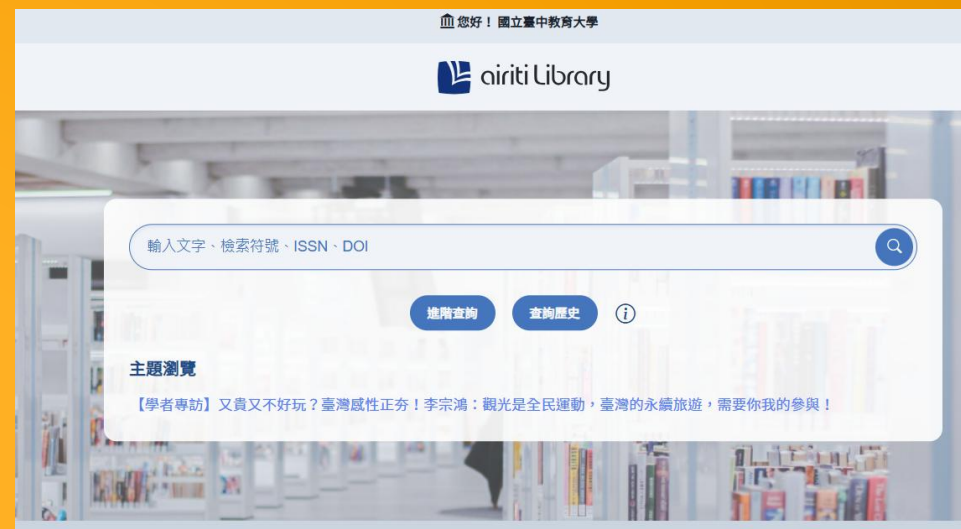 您好！ 國立臺中教育大學
airiti Library
輸入文字、檢索符號、ISSN、DOI
進階查詢
查詢歷史
i
主題瀏覽
【學者專訪】又貴又不好玩？臺灣感性正夯！李宗鴻：觀光是全民運動，臺灣的永續旅遊，需要你我的參與！